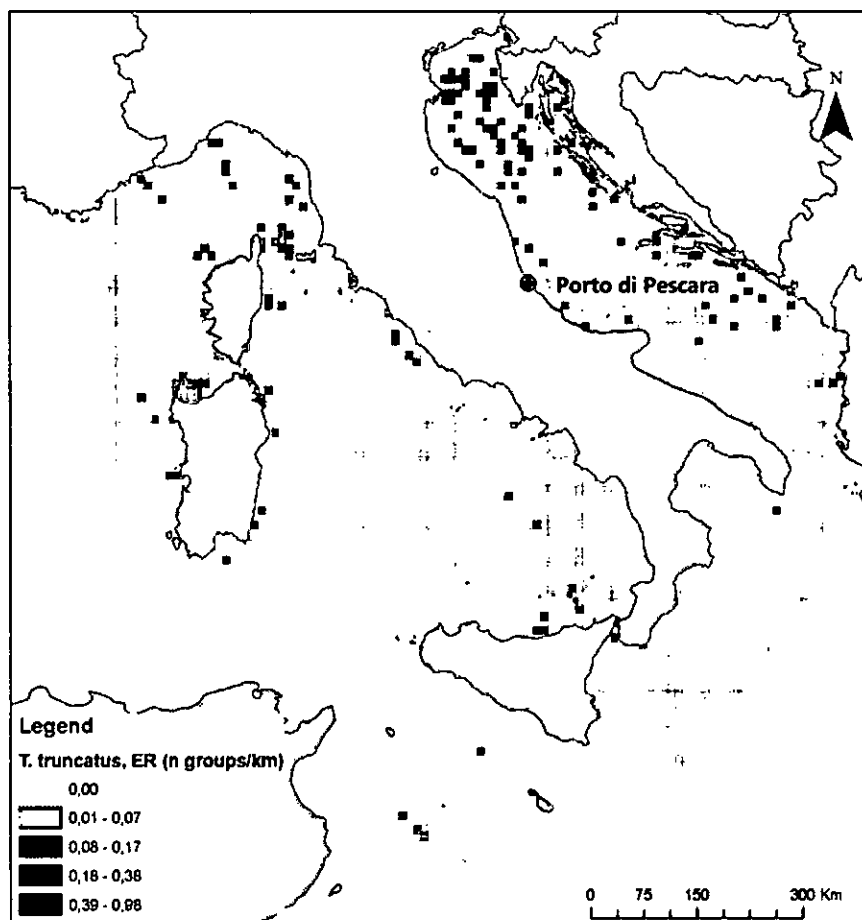 N
Porto di Pescara
Legend
T. truncatus, ER (n groups/km)
0,00
0,01 - 0,07
0,08 - 0,17
0,18 - 0,38
0,39 - 0,98
0 75 150 300 Km